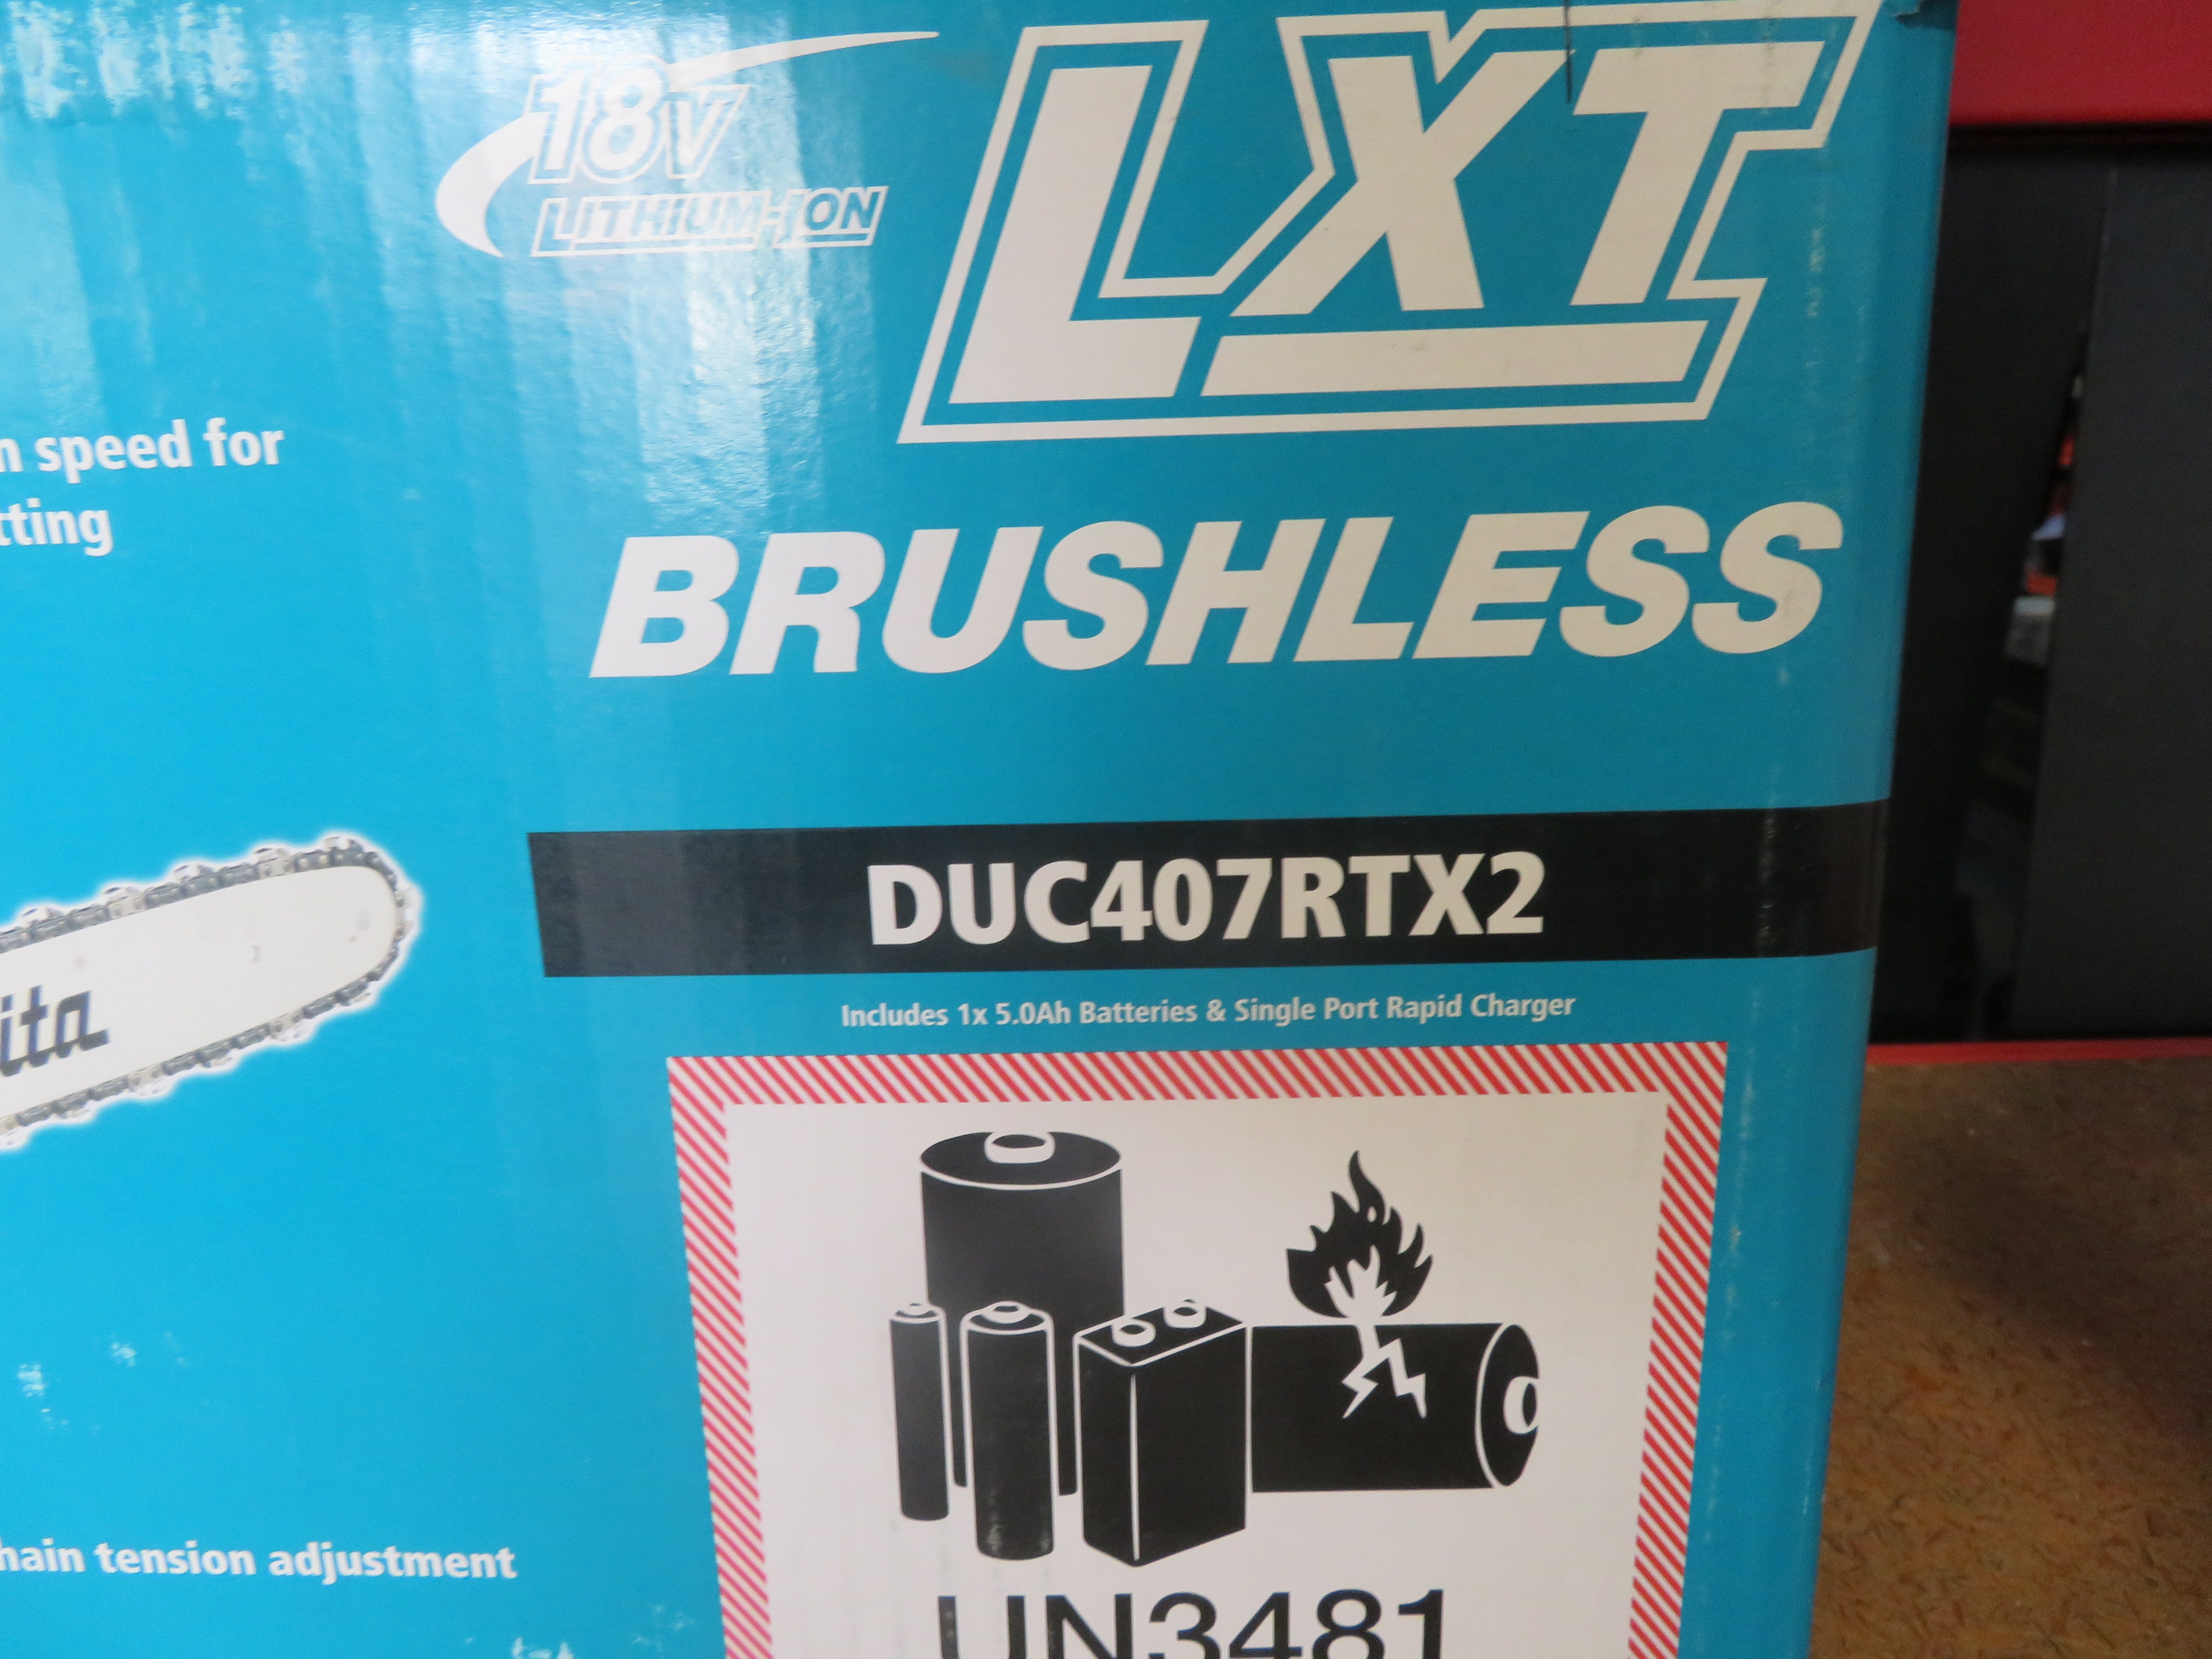 18V
LITHIUM-ION
LXT
n speed for
tting
BRUSHLESS
DUC407RTX2
ita
Includes 1x 5.0Ah Batteries & Single Port Rapid Charger
hain tension adjustment
UN3481